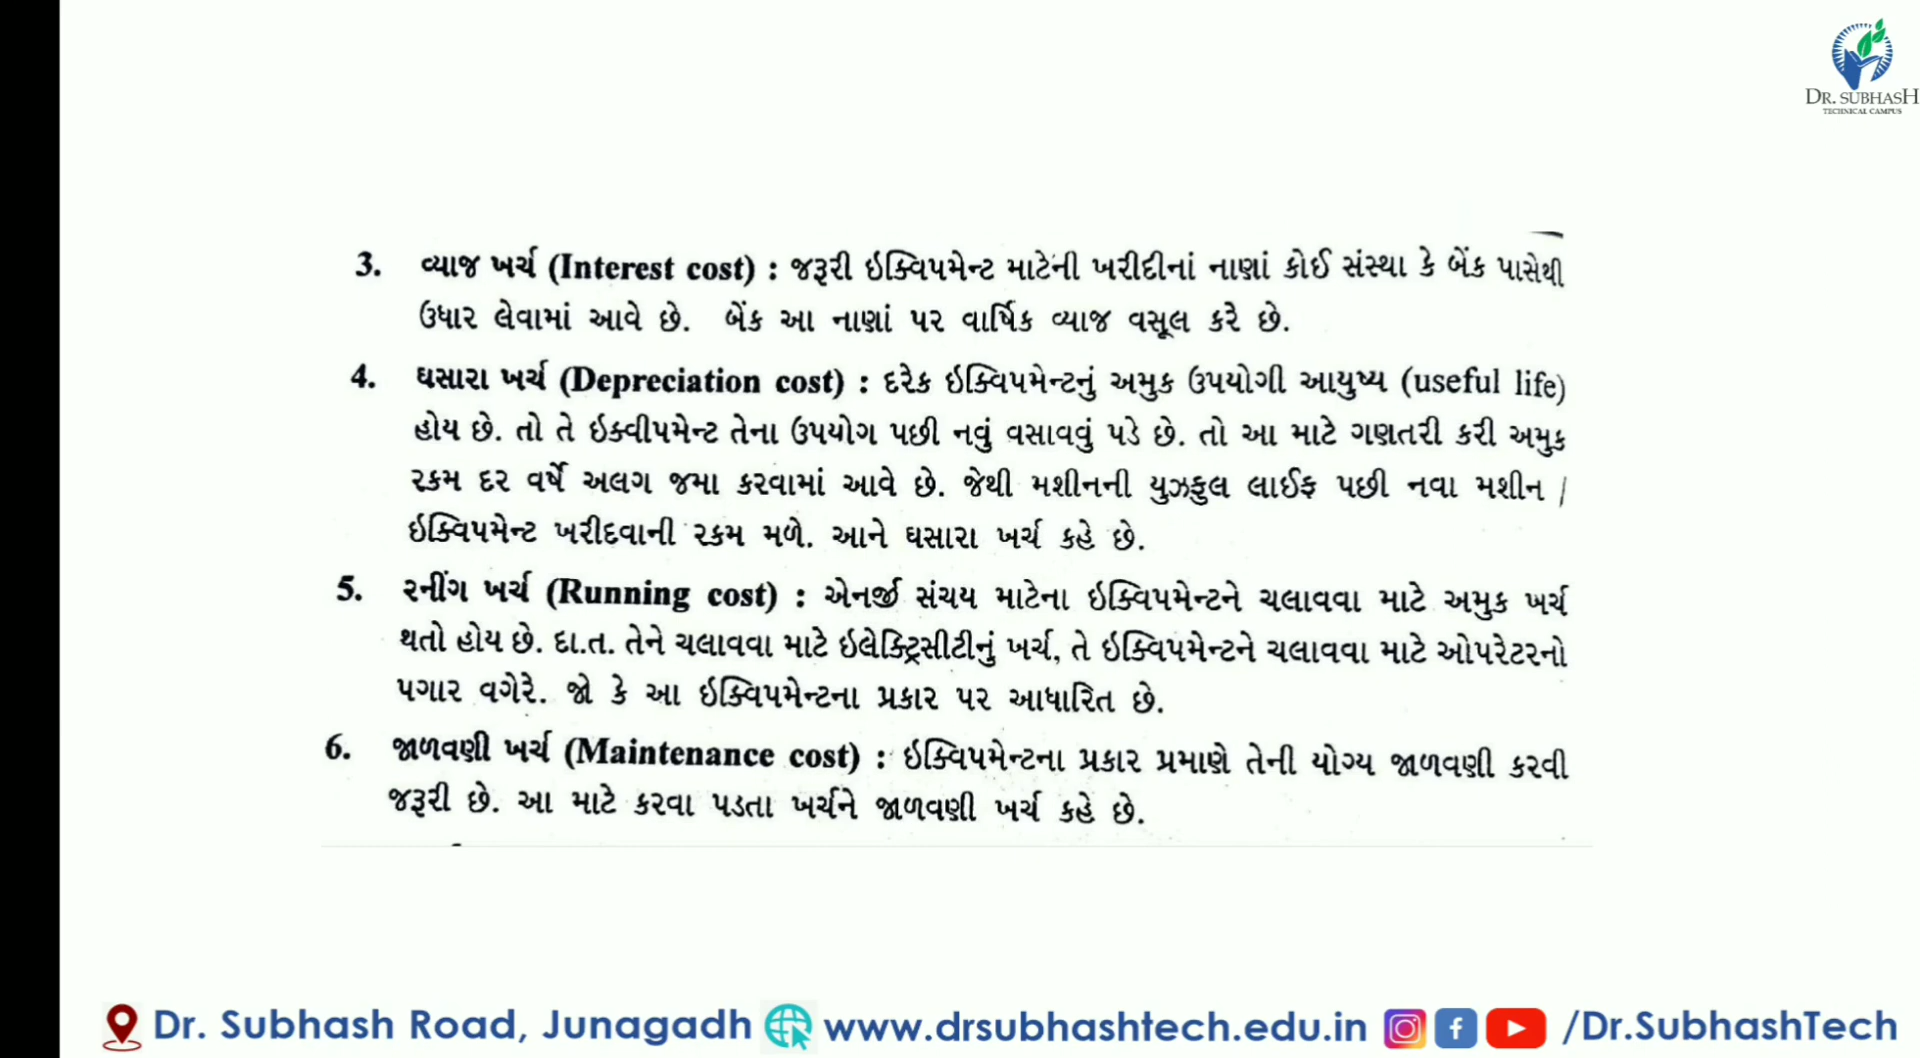 DR. SUBHASH
TECHNICAL CAMPUS
3. વ્યાજ ખર્ચ (Interest cost) : જરૂરી ઇક્વિપમેન્ટ માટેની ખરીદીનાં નાણાં કોઈ સંસ્થા કે બેંક પાસેથી
ઉધાર લેવામાં આવે છે. બેંક આ નાણાં પર વાર્ષિક વ્યાજ વસૂલ કરે છે.
4. ઘસારા ખર્ચ (Depreciation cost) : દરેક ઇક્વિપમેન્ટનું અમુક ઉપયોગી આયુષ્ય (useful life)
હોય છે. તો તે ઇક્વીપમેન્ટ તેના ઉપયોગ પછી નવું વસાવવું પડે છે. તો આ માટે ગણતરી કરી અમુક
રકમ દર વર્ષે અલગ જમા કરવામાં આવે છે. જેથી મશીનની યુઝફુલ લાઈફ પછી નવા મશીન /
ઇક્વિપમેન્ટ ખરીદવાની રકમ મળે. આને ઘસારા ખર્ચ કહે છે.
5. રનીંગ ખર્ચ (Running cost) : એનર્જી સંચય માટેના ઇક્વિપમેન્ટને ચલાવવા માટે અમુક ખર્ચ
થતો હોય છે. દા.ત. તેને ચલાવવા માટે ઇલેક્ટ્રિસીટીનું ખર્ચ, તે ઇક્વિપમેન્ટને ચલાવવા માટે ઓપરેટરનો
પગાર વગેરે. જો કે આ ઇક્વિપમેન્ટના પ્રકાર પર આધારિત છે.
6. જાળવણી ખર્ચ (Maintenance cost) : ઇક્વિપમેન્ટના પ્રકાર પ્રમાણે તેની યોગ્ય જાળવણી કરવી
જરૂરી છે. આ માટે કરવા પડતા ખર્ચને જાળવણી ખર્ચ કહે છે.
Dr. Subhash Road, Junagadh www.drsubhashtech.edu.in /Dr.SubhashTech